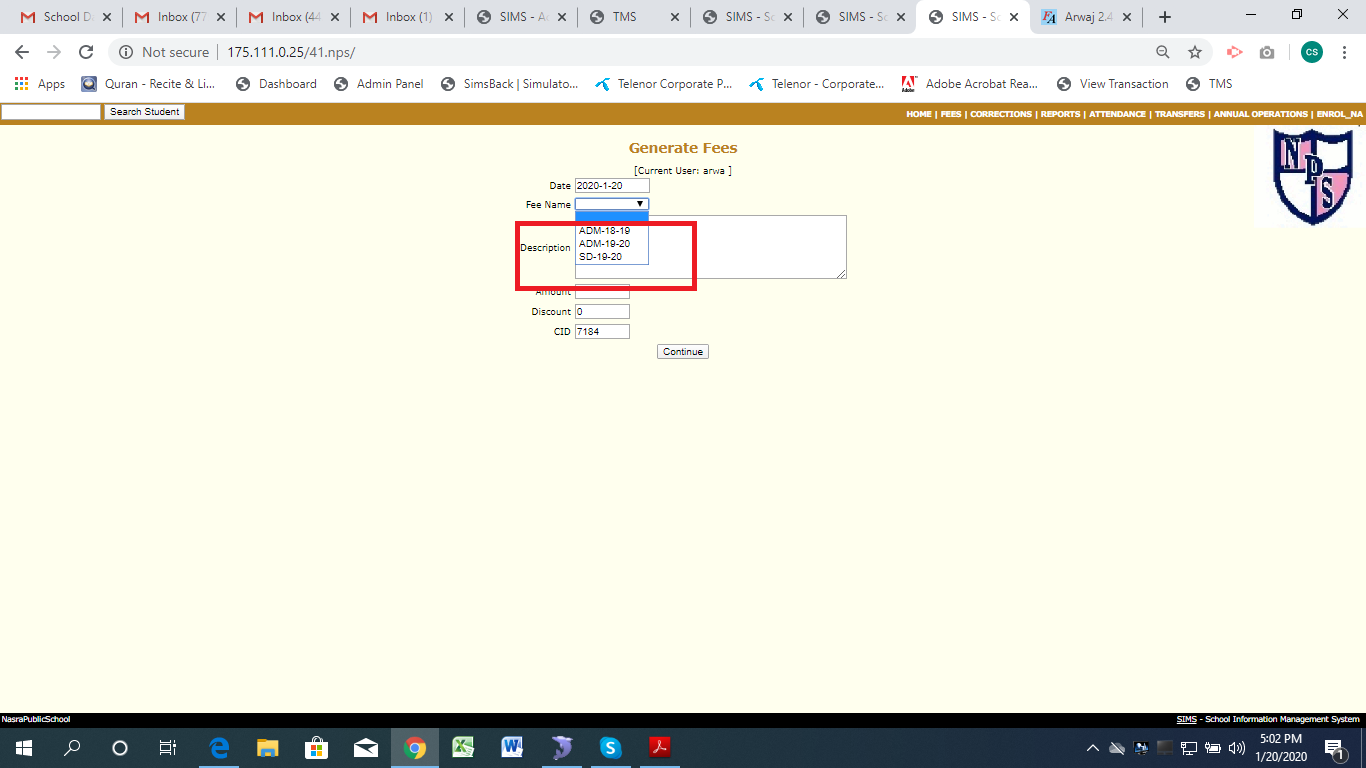 School D
Inbox (77
Inbox (44
Inbox (1)
SIMS - A
TMS
SIMS - Sc
SIMS - Sc
SIMS - Sc
Arwaj 2.4
Not secure | 175.111.0.25/41.nps/
CS
Apps
Quran - Recite & Li...
Dashboard
Admin Panel
SimsBack | Simulato...
Telenor Corporate P...
Telenor - Corporate...
Adobe Acrobat Rea...
View Transaction
TMS
Search Student
HOME | FEES | CORRECTIONS | REPORTS | ATTENDANCE | TRANSFERS | ANNUAL OPERATIONS | ENROL_NA
Generate Fees
NPS
[Current User: arwa ]
Date 2020-1-20
Fee Name
ADM-18-19
ADM-19-20
SD-19-20
Description
Amount
Discount 0
CID 7184
Continue
NasraPublicSchool
SIMS - School Information Management System
5:02 PM
1/20/2020
1